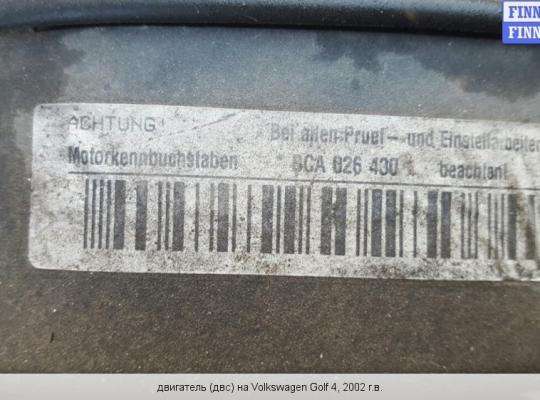 FINN
FINN
ACHTUNG!
Bei allen Pruef- und Einstellarbeiten
Motorkennbuchstaben * BCA 026 430 * beachten!
двигатель (двс) на Volkswagen Golf 4, 2002 г.в.